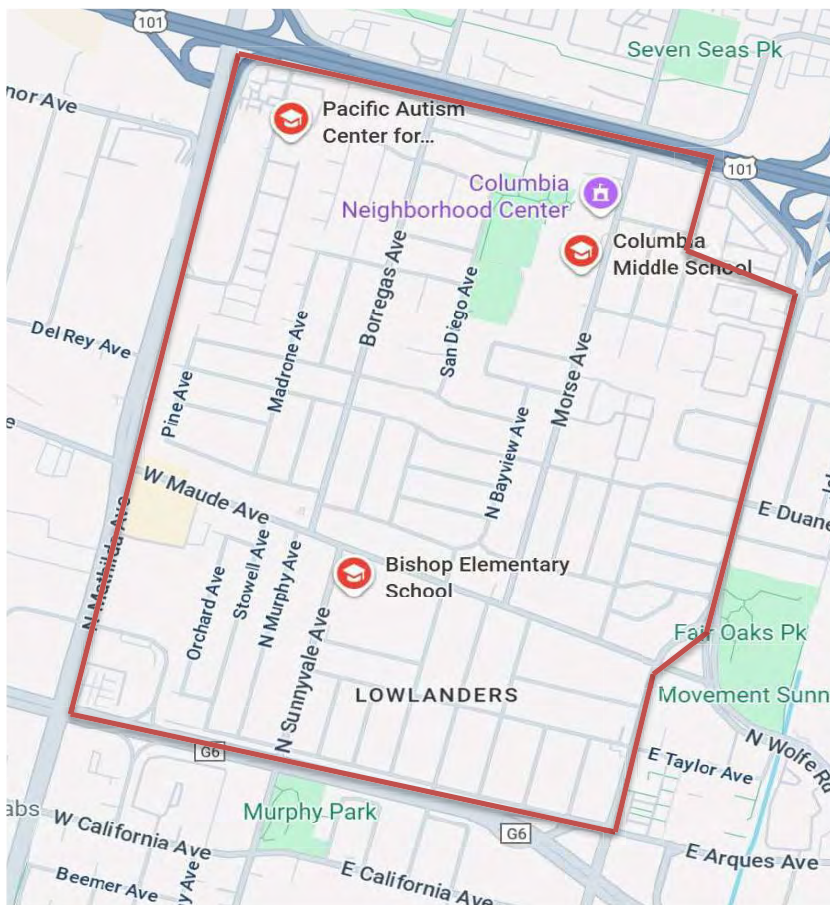 101
Seven Seas Pk
nor Ave
Pacific Autism
Center for...
101
Columbia
Neighborhood Center
Columbia
Middle School
Borregas Ave
San Diego Ave
Madrone Ave
Del Rey Ave
Pine Ave
Morse Ave
N Bayview Ave
W Maude Ave
E Duane
N Mathilda Ave
Stowell Ave
N Murphy Ave
Orchard Ave
Bishop Elementary
School
N Sunnyvale Ave
Fair Oaks Pk
LOWLANDERS
Movement Sunn
N Wolfe Rd
G6
E Taylor Ave
Murphy Park
abs
W California Ave
G6
E Arques Ave
E California Ave
Beemer Ave
y Av